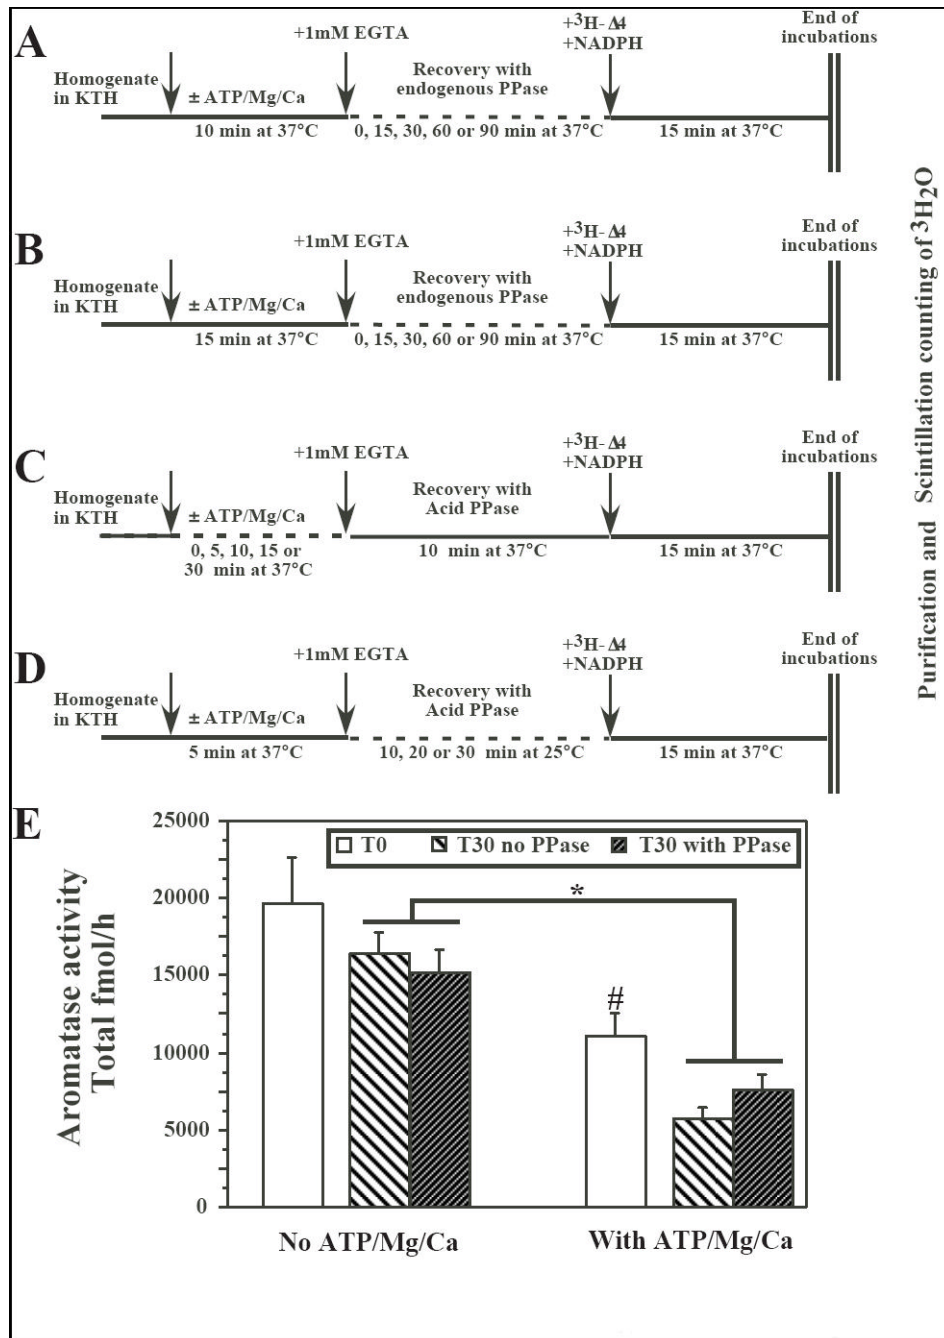 A
Homogenate
in KTH
± ATP/Mg/Ca
10 min at 37°C
+1mM EGTA
Recovery with
endogenous PPase
0, 15, 30, 60 or 90 min at 37°C
+³H-Δ4
+NADPH
15 min at 37°C
End of
incubations
B
Homogenate
in KTH
± ATP/Mg/Ca
15 min at 37°C
+1mM EGTA
Recovery with
endogenous PPase
0, 15, 30, 60 or 90 min at 37°C
+³H-Δ4
+NADPH
15 min at 37°C
End of
incubations
C
Homogenate
in KTH
± ATP/Mg/Ca
0, 5, 10, 15 or
30 min at 37°C
+1mM EGTA
Recovery with
Acid PPase
10 min at 37°C
+³H-Δ4
+NADPH
15 min at 37°C
End of
incubations
D
Homogenate
in KTH
± ATP/Mg/Ca
5 min at 37°C
+1mM EGTA
Recovery with
Acid PPase
10, 20 or 30 min at 25°C
+³H-Δ4
+NADPH
15 min at 37°C
End of
incubations
Purification and Scintillation counting of ³H₂O
E
Aromatase activity
Total fmol/h
25000
20000
15000
10000
5000
0
T0
T30 no PPase
T30 with PPase
*
#
No ATP/Mg/Ca
With ATP/Mg/Ca